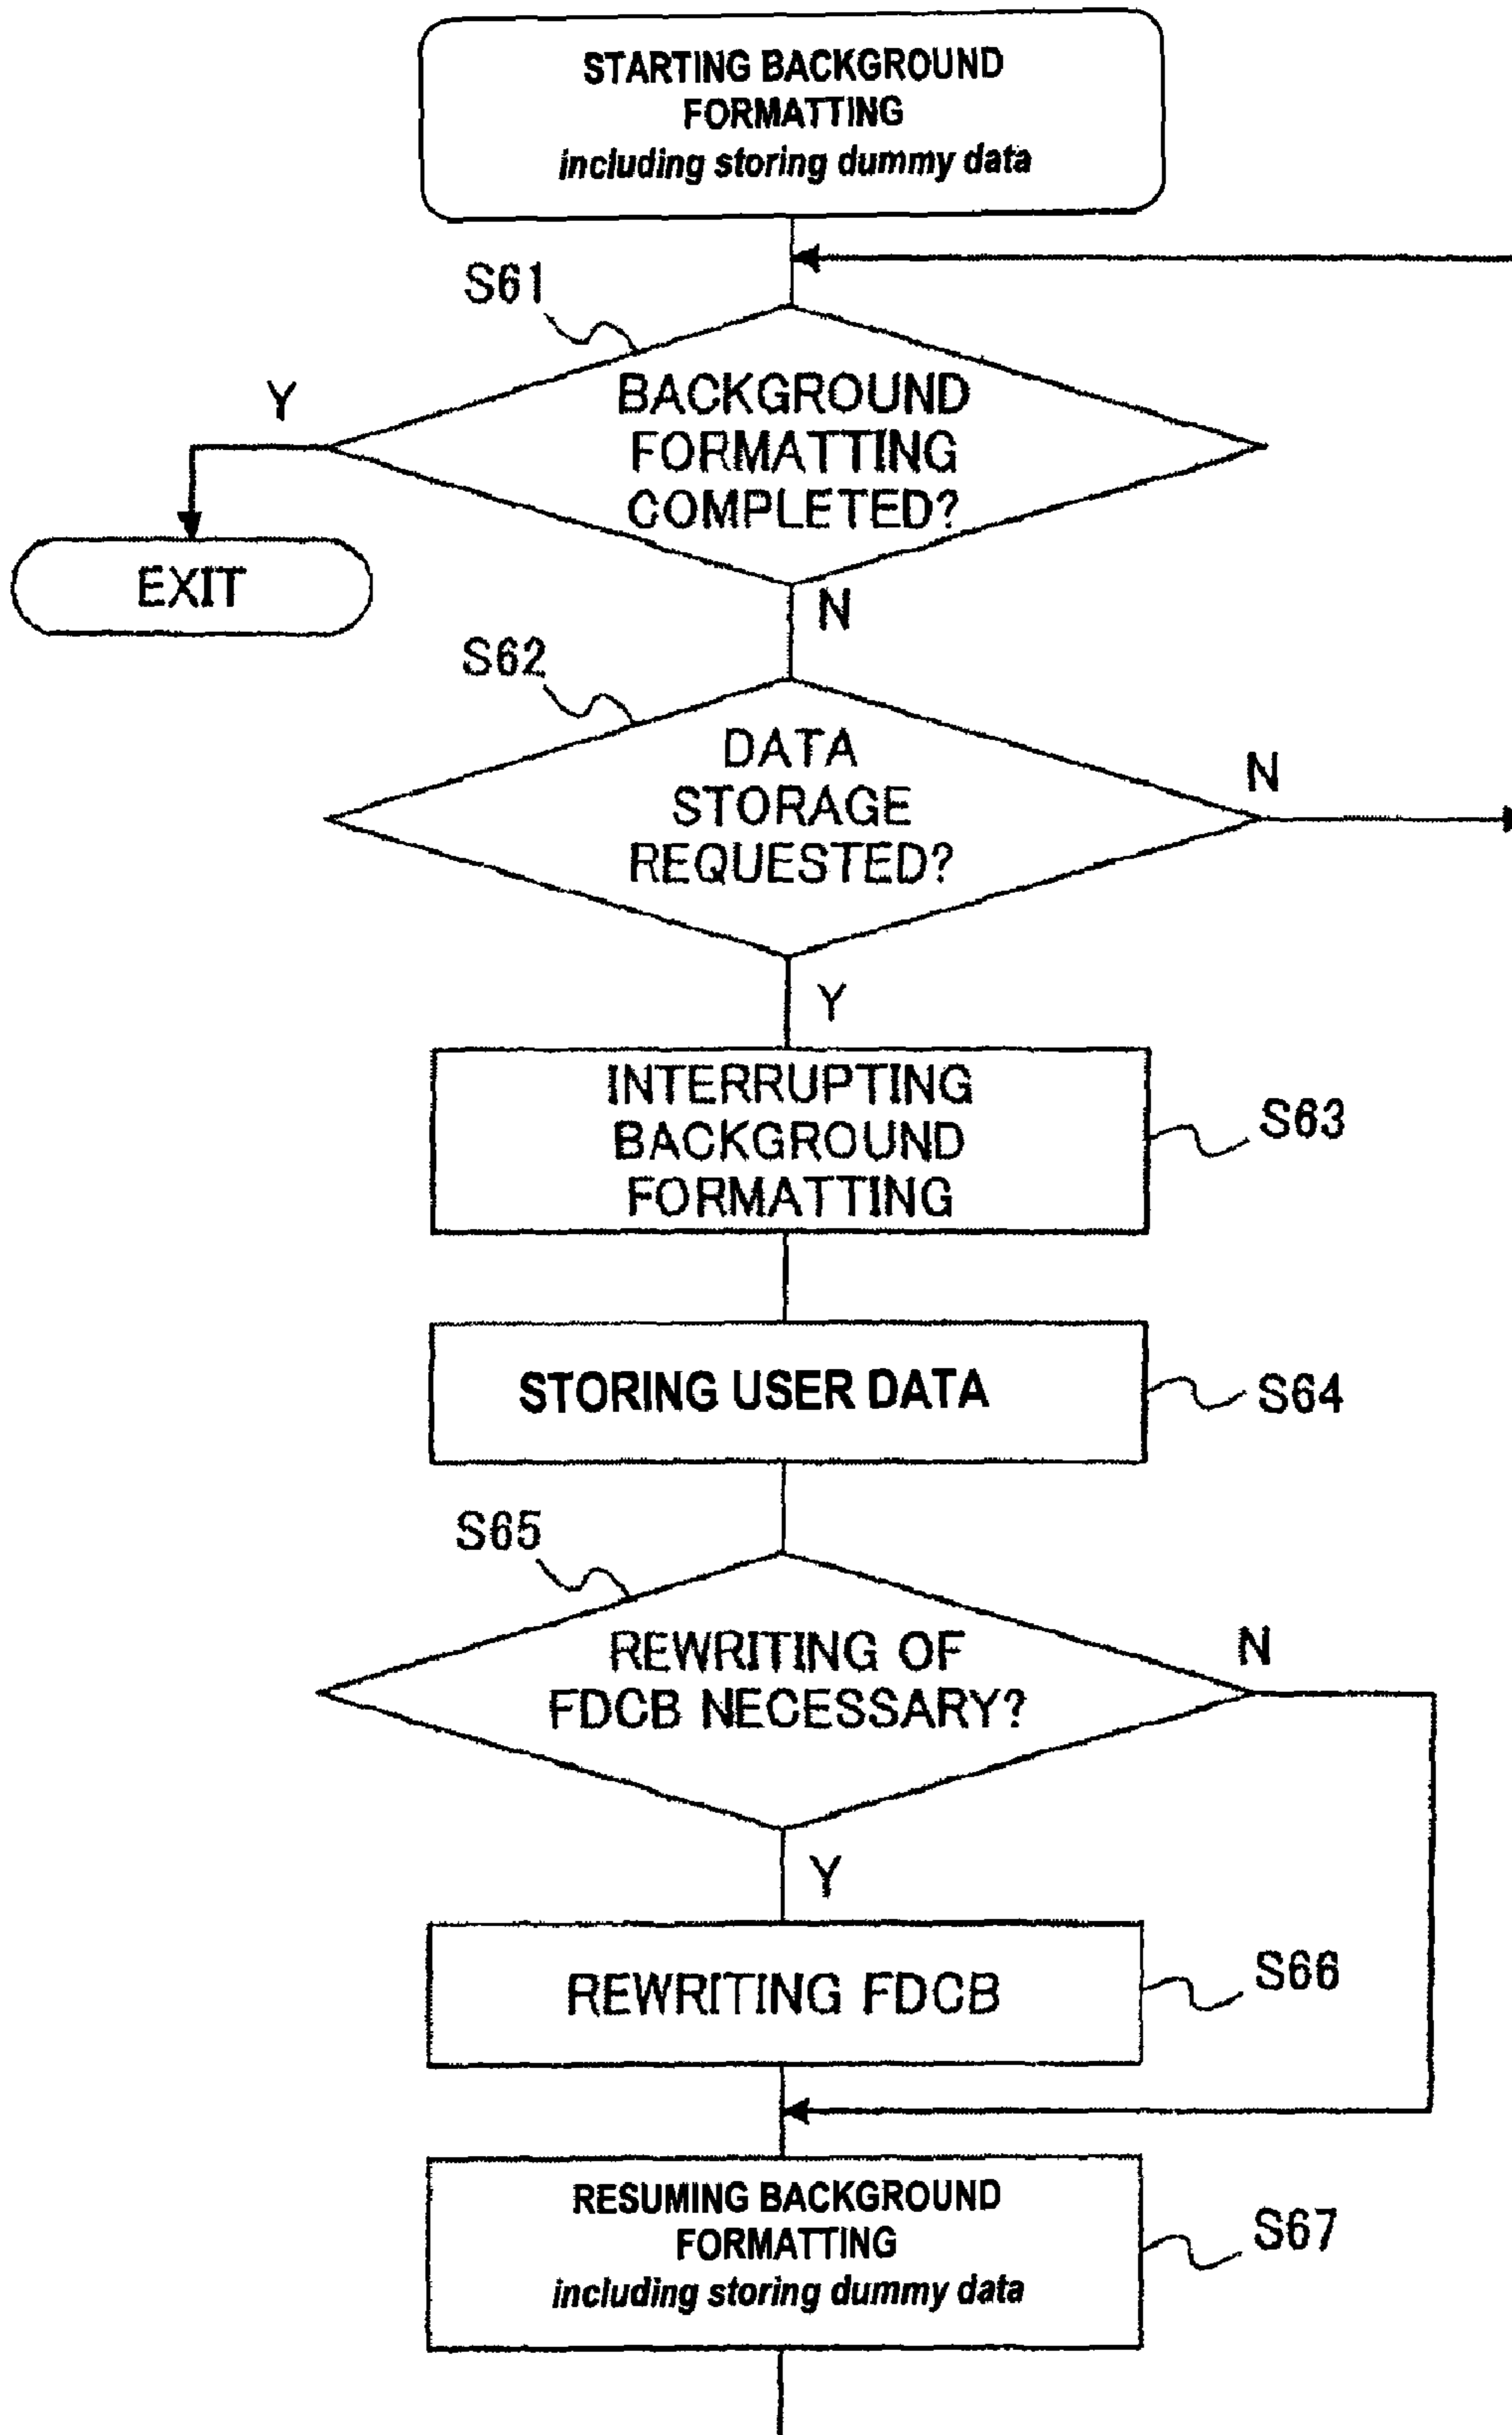 STARTING BACKGROUND
FORMATTING
including storing dummy data
S61
Y
BACKGROUND
FORMATTING
COMPLETED?
EXIT
N
S62
DATA
STORAGE
REQUESTED?
N
Y
INTERRUPTING
BACKGROUND
FORMATTING
S63
STORING USER DATA
S64
S65
REWRITING OF
FDCB NECESSARY?
N
Y
REWRITING FDCB
S66
RESUMING BACKGROUND
FORMATTING
including storing dummy data
S67